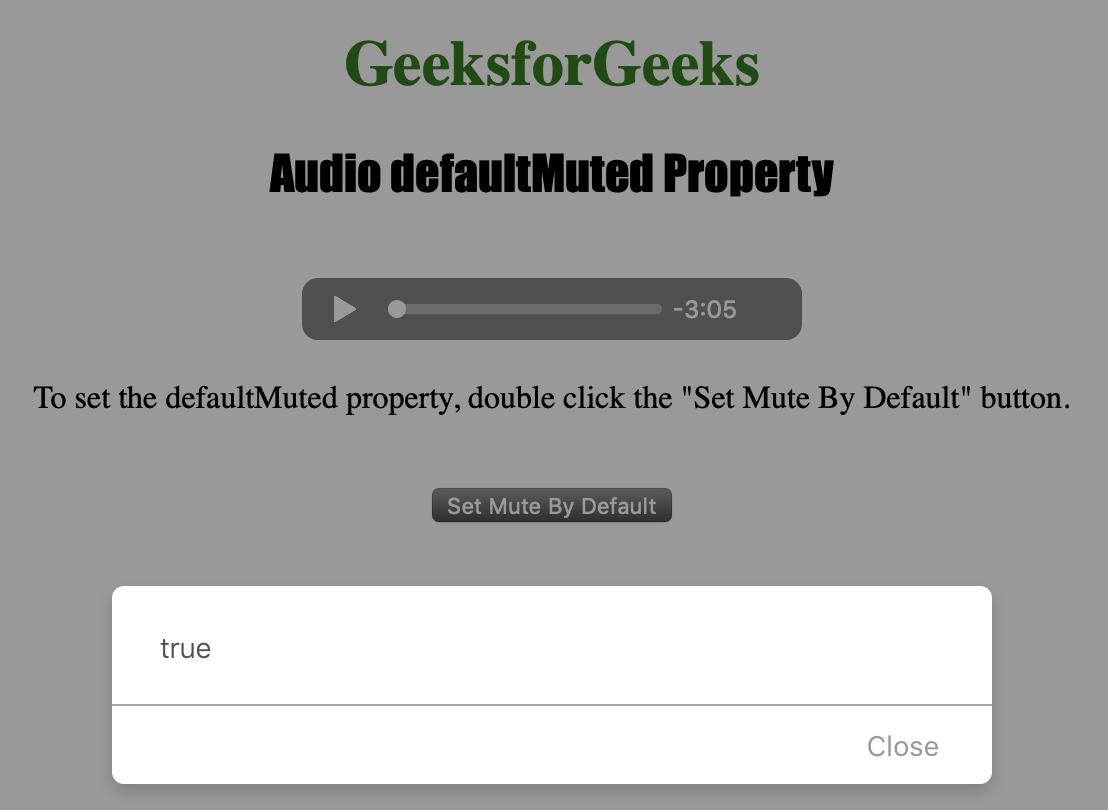 GeeksforGeeks
Audio defaultMuted Property
-3:05
To set the defaultMuted property, double click the "Set Mute By Default" button.
Set Mute By Default
true
Close